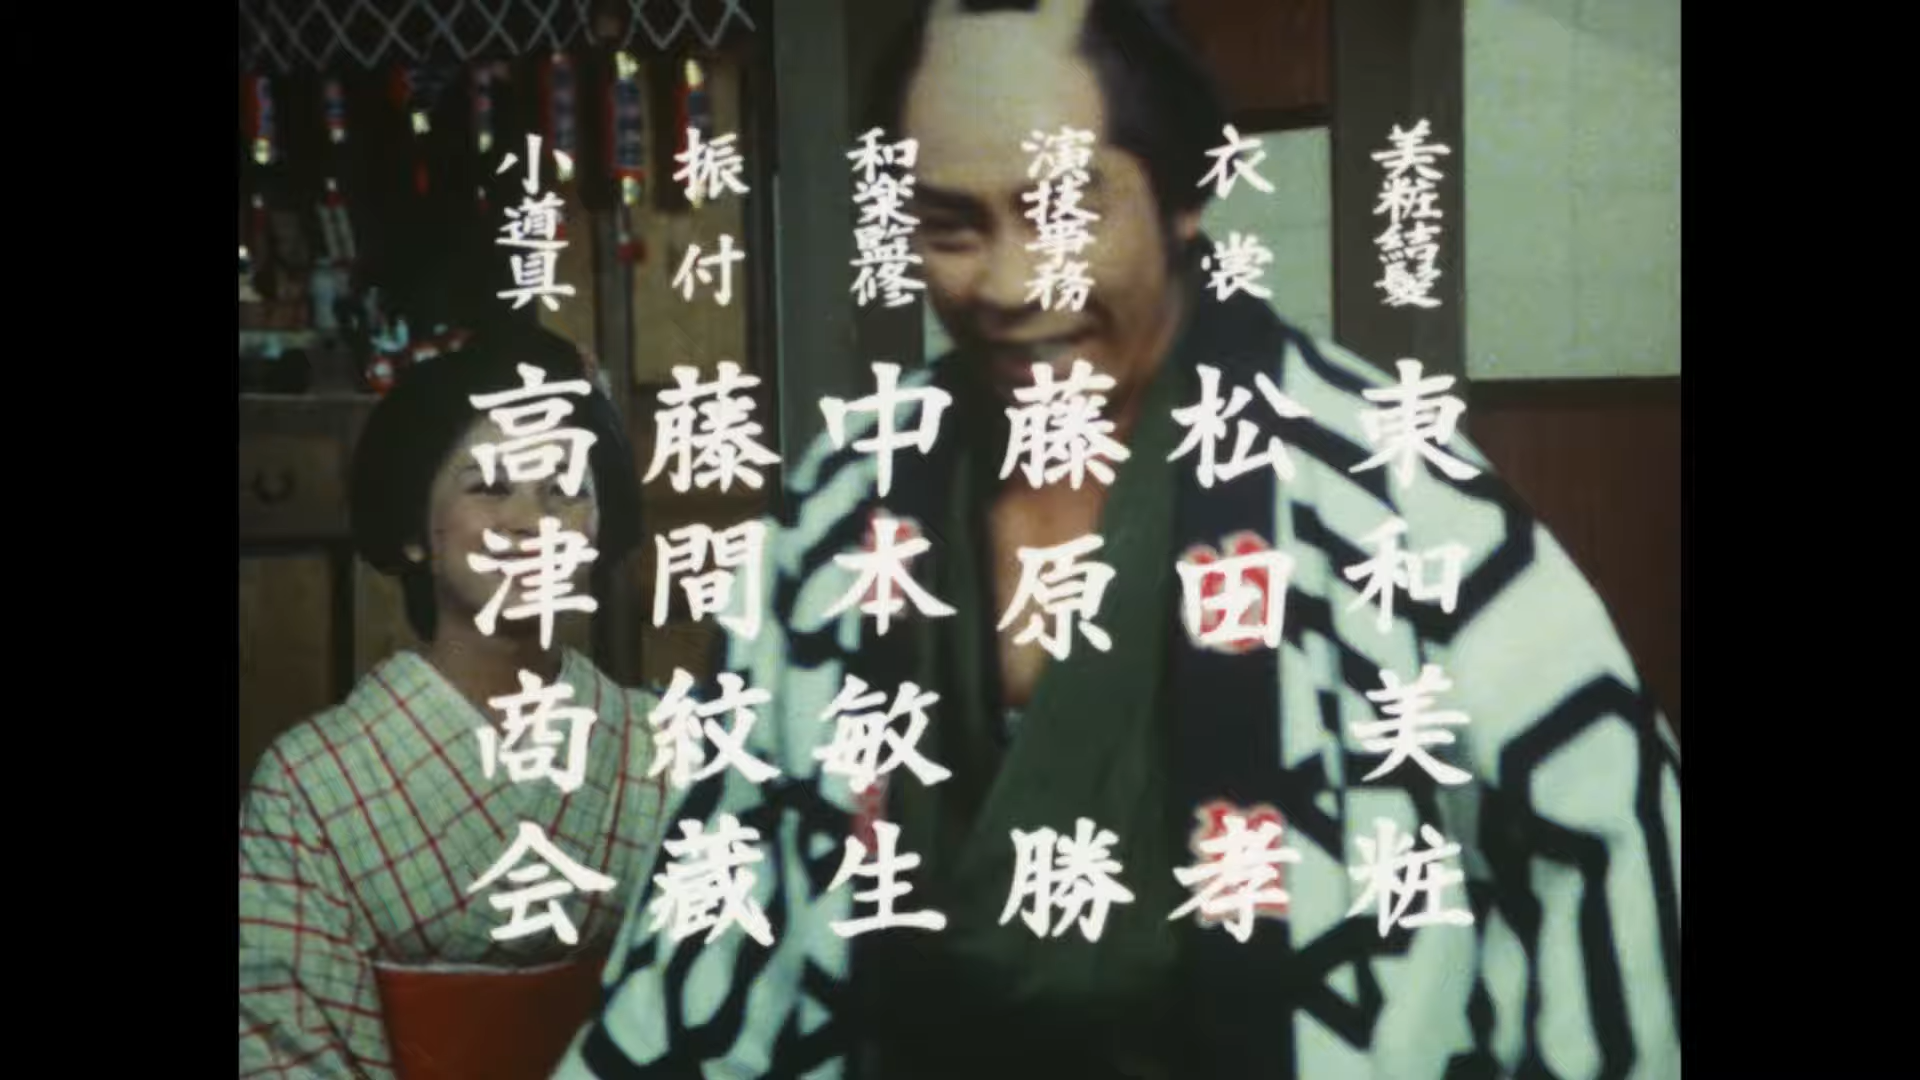 美粧結髪 東和美粧
衣裳 松田孝
演技事務 藤原勝
和楽監修 中本敏生
振付 藤間紋蔵
小道具 高津商会